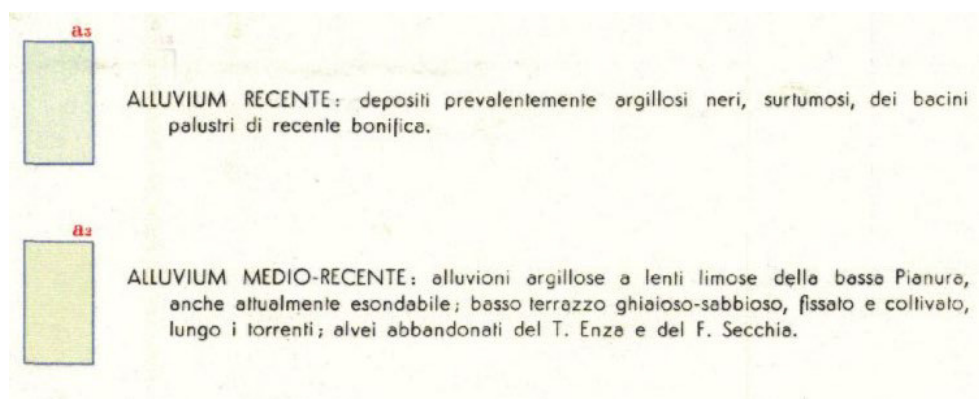 a3
ALLUVIUM RECENTE: depositi prevalentemente argillosi neri, surtumosi, dei bacini
palustri di recente bonifica.
a2
ALLUVIUM MEDIO-RECENTE: alluvioni argillose a lenti limose della bassa Pianura,
anche attualmente esondabile; basso terrazzo ghiaioso-sabbioso, fissato e coltivato,
lungo i torrenti; alvei abbandonati del T. Enza e del F. Secchia.